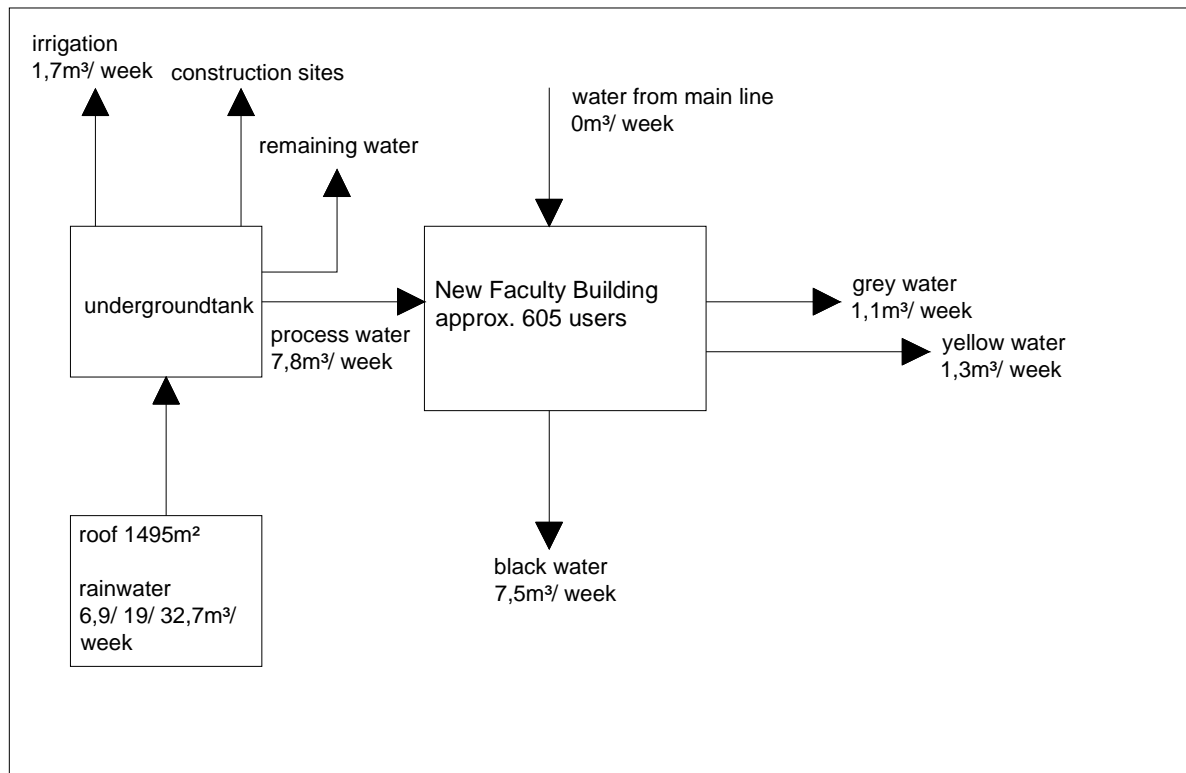 irrigation
1,7m³/ week
construction sites
water from main line
0m³/ week
remaining water
undergroundtank
process water
7,8m³/ week
New Faculty Building
approx. 605 users
grey water
1,1m³/ week
yellow water
1,3m³/ week
roof 1495m²
rainwater
6,9/ 19/ 32,7m³/
week
black water
7,5m³/ week